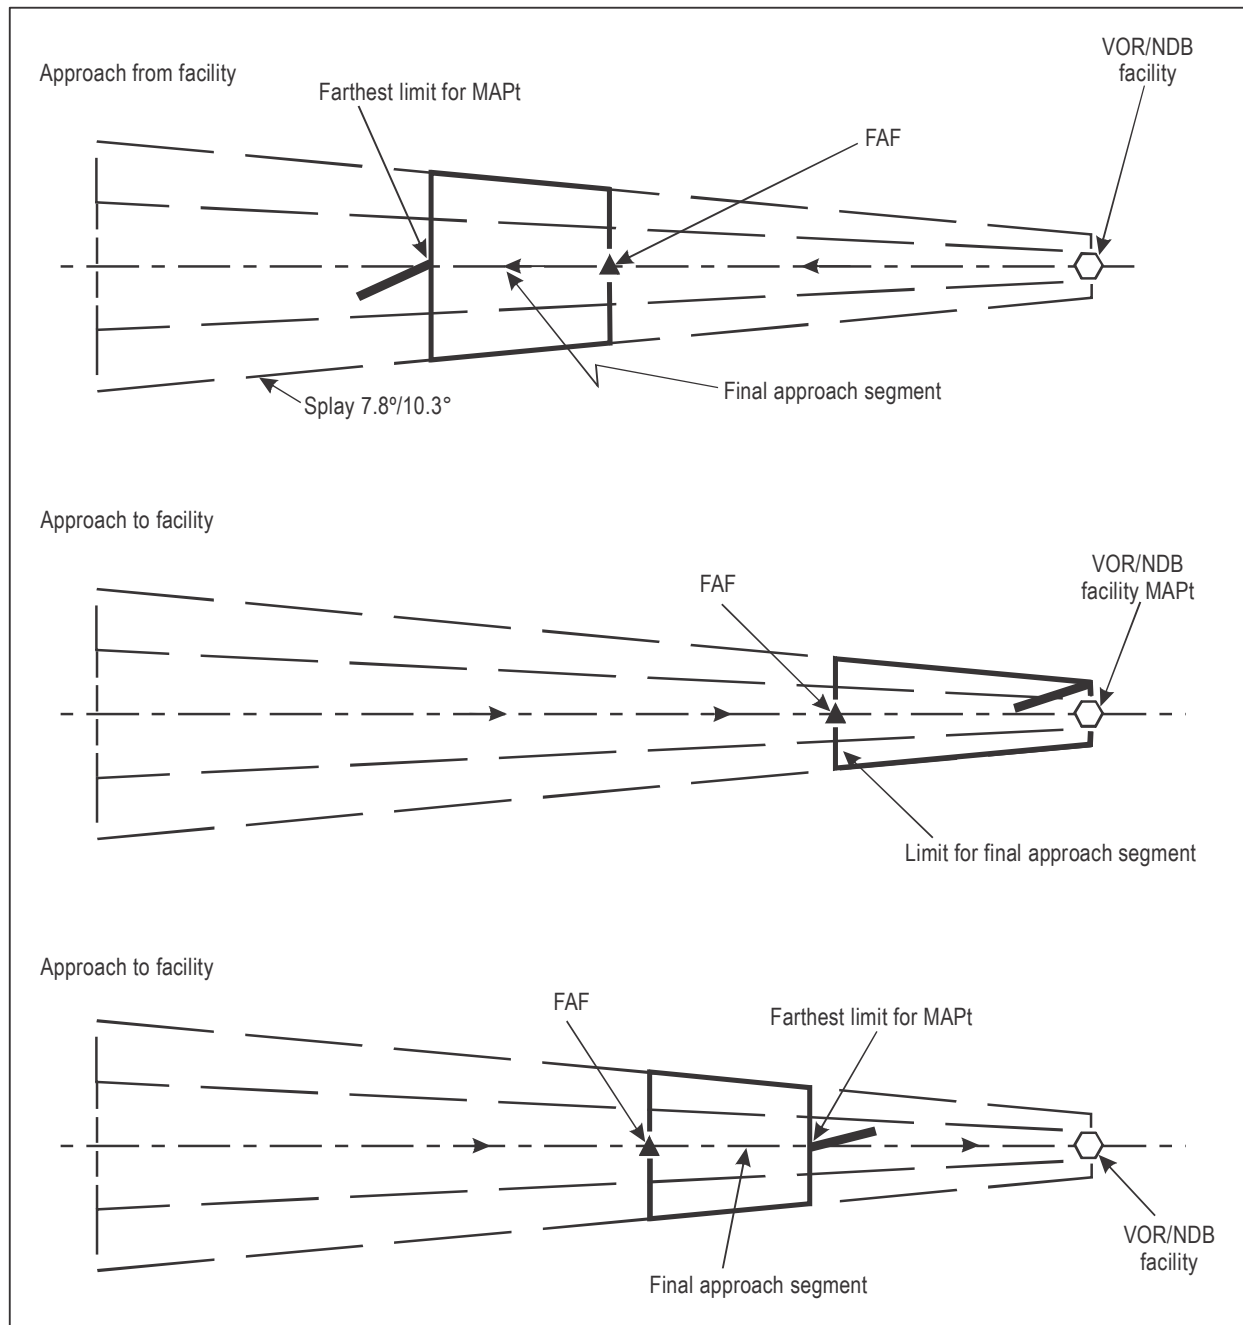 Approach from facility
VOR/NDB
facility
Farthest limit for MAPt
FAF
Final approach segment
Splay 7.8º/10.3°
Approach to facility
VOR/NDB
facility MAPt
FAF
Limit for final approach segment
Approach to facility
FAF
Farthest limit for MAPt
VOR/NDB
facility
Final approach segment